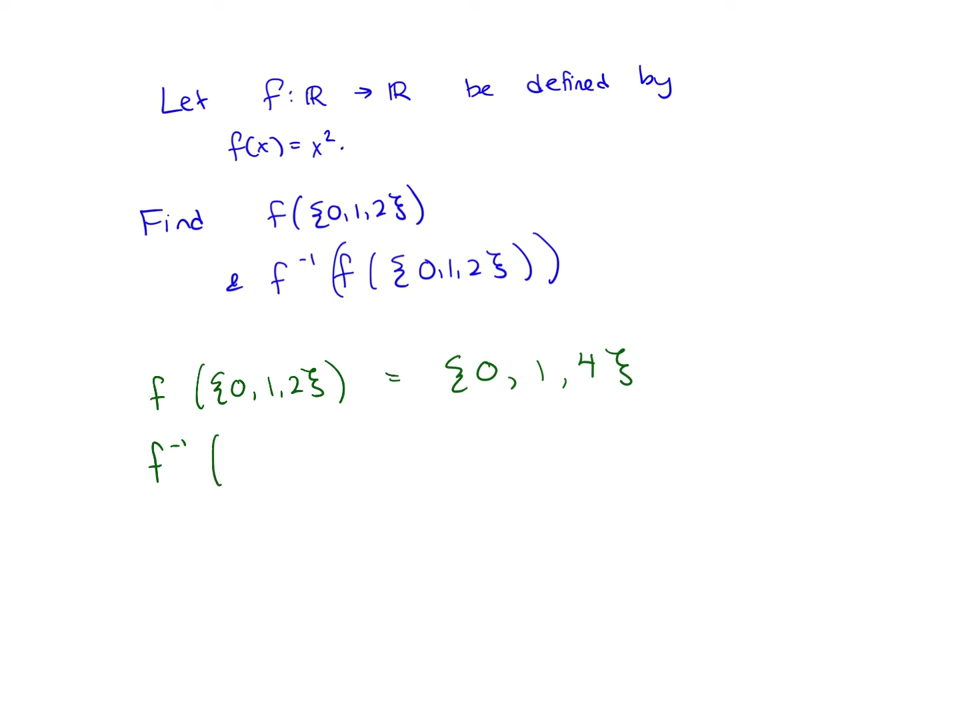 Let f: ℝ → ℝ be defined by
f(x) = x².
Find f({0,1,2})
& f⁻¹(f({0,1,2}))
f({0,1,2}) = {0, 1, 4}
f⁻¹(